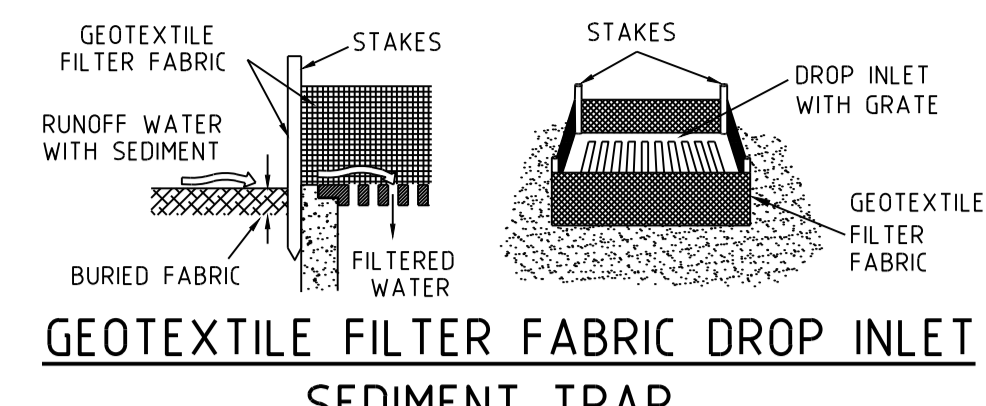 GEOTEXTILE
FILTER FABRIC
STAKES
RUNOFF WATER
WITH SEDIMENT
BURIED FABRIC
FILTERED
WATER
STAKES
DROP INLET
WITH GRATE
GEOTEXTILE
FILTER
FABRIC
GEOTEXTILE FILTER FABRIC DROP INLET
SEDIMENT TRAP